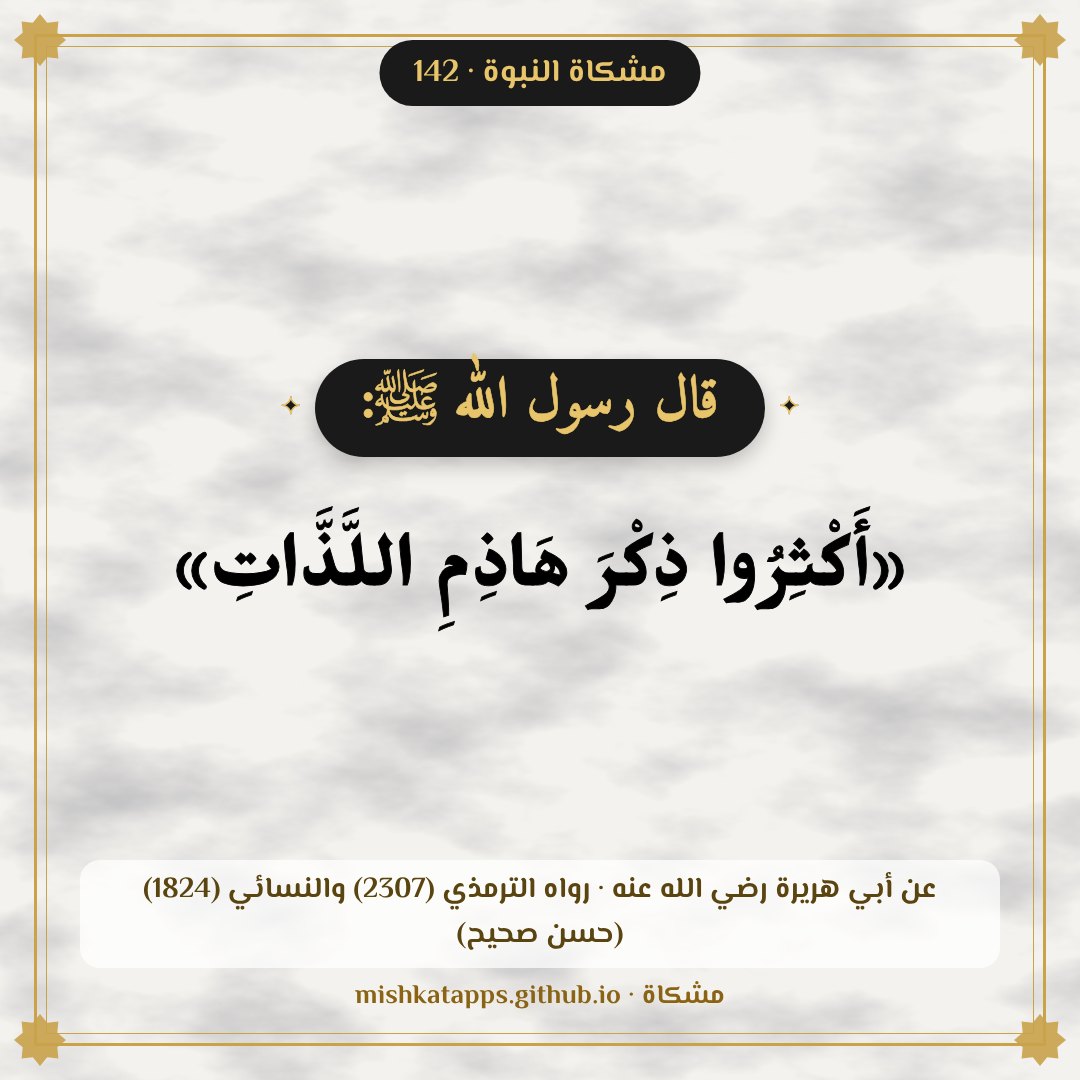 مشكاة النبوة · 142
قال رسول الله ﷺ:
«أَكْثِرُوا ذِكْرَ هَاذِمِ اللَّذَّاتِ»
عن أبي هريرة رضي الله عنه · رواه الترمذي (2307) والنسائي (1824)
(حسن صحيح)
مشكاة · mishkatapps.github.io